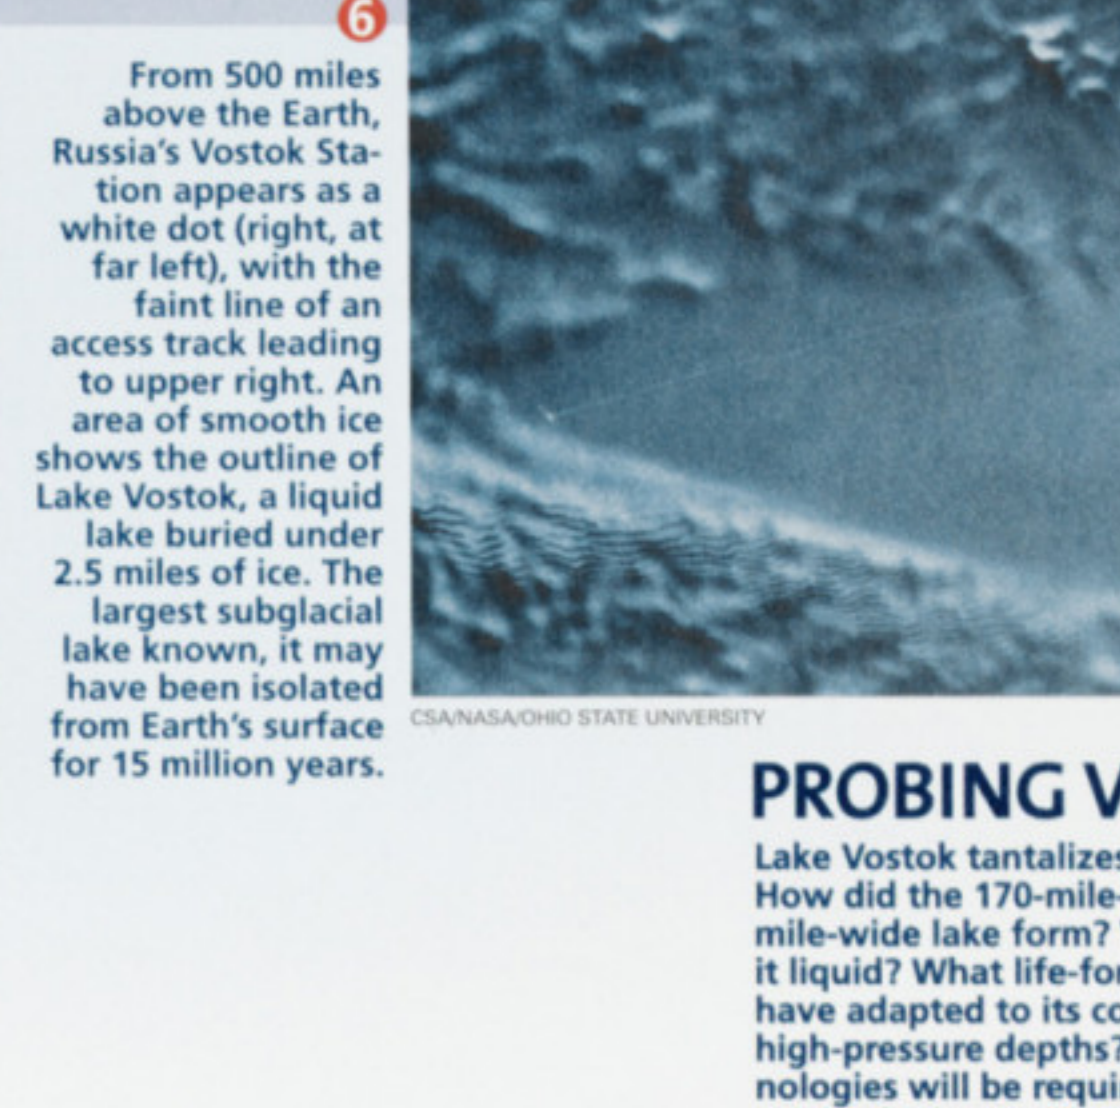 6
From 500 miles
above the Earth,
Russia's Vostok Sta-
tion appears as a
white dot (right, at
far left), with the
faint line of an
access track leading
to upper right. An
area of smooth ice
shows the outline of
Lake Vostok, a liquid
lake buried under
2.5 miles of ice. The
largest subglacial
lake known, it may
have been isolated
from Earth's surface
for 15 million years.
CSA/NASA/OHIO STATE UNIVERSITY
PROBING V
Lake Vostok tantalizes
How did the 170-mile-
mile-wide lake form?
it liquid? What life-for
have adapted to its co
high-pressure depths?
nologies will be requi